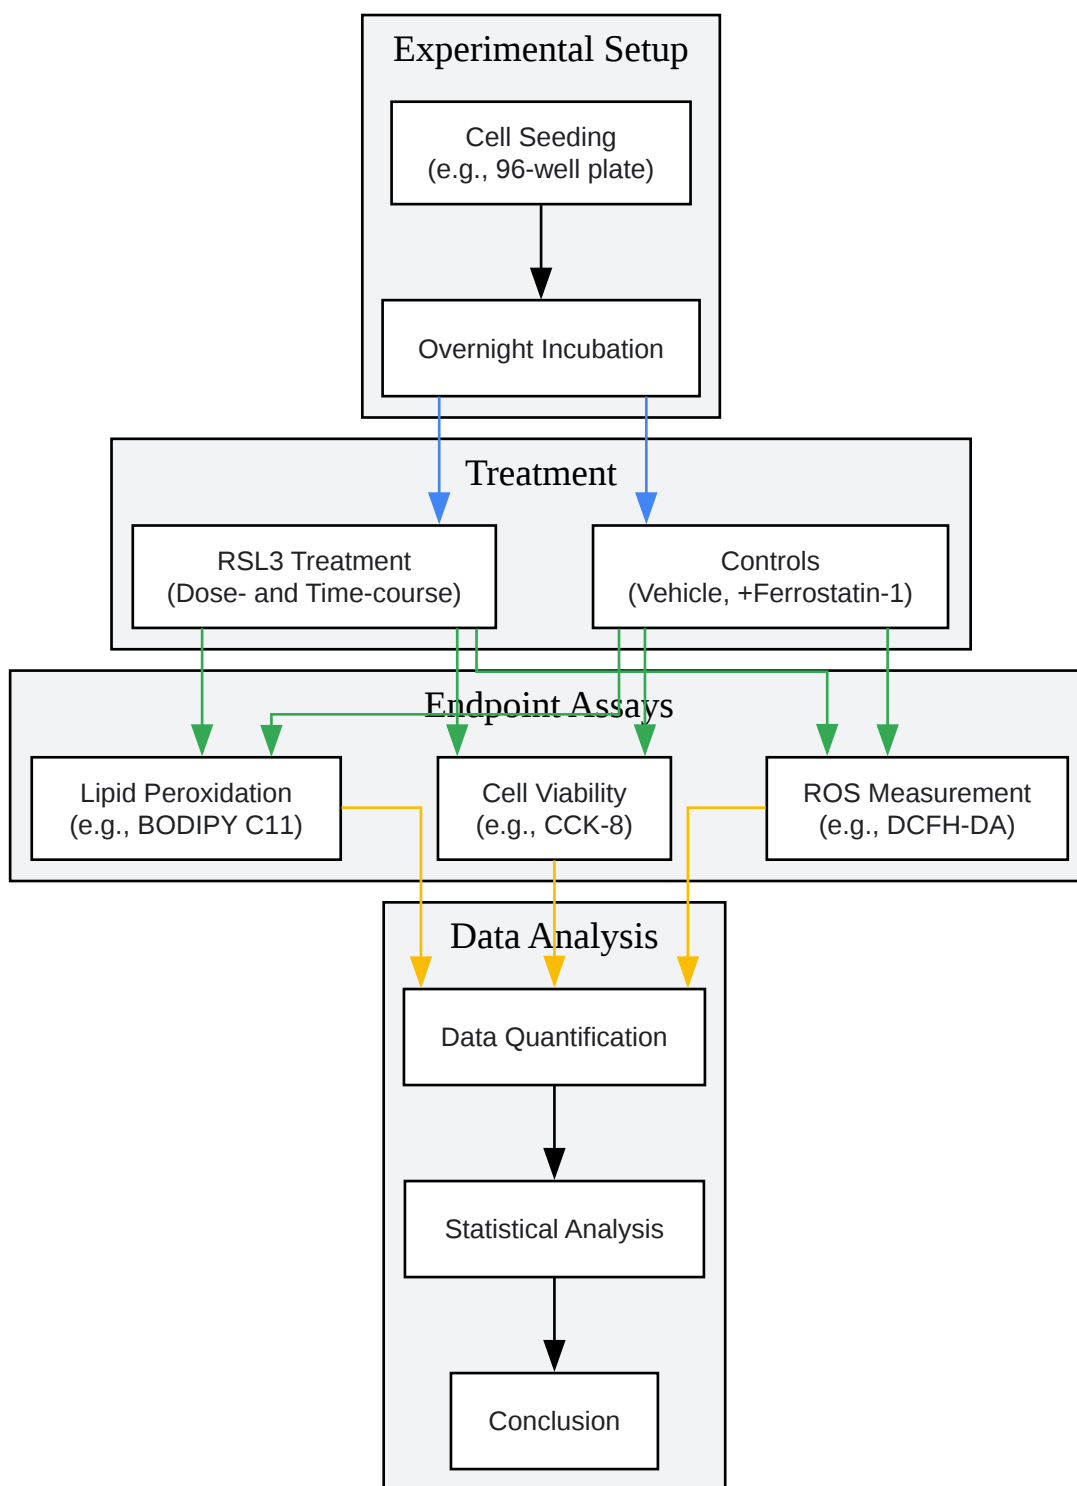 Experimental Setup
Cell Seeding
(e.g., 96-well plate)
Overnight Incubation
Treatment
RSL3 Treatment
(Dose- and Time-course)
Controls
(Vehicle, +Ferrostatin-1)
Endpoint Assays
Lipid Peroxidation
(e.g., BODIPY C11)
Cell Viability
(e.g., CCK-8)
ROS Measurement
(e.g., DCFH-DA)
Data Analysis
Data Quantification
Statistical Analysis
Conclusion